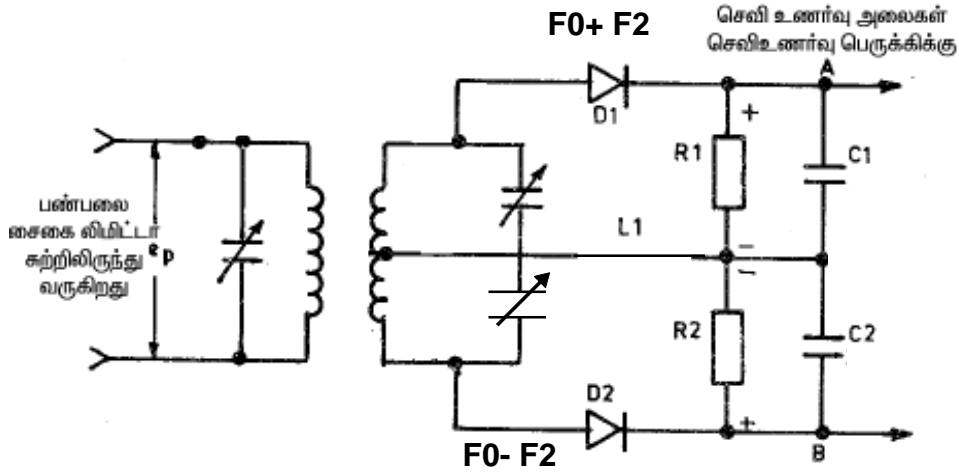 F0+ F2
செவி உணர்வு அலைகள்
செவிஉணர்வு பெருக்கிக்கு
A
D1
+
R1
C1
பண்பலை
சைகை லிமிட்டர்
சுற்றிலிருந்து
வருகிறது
ep
L1
−
−
R2
C2
D2
+
B
F0- F2